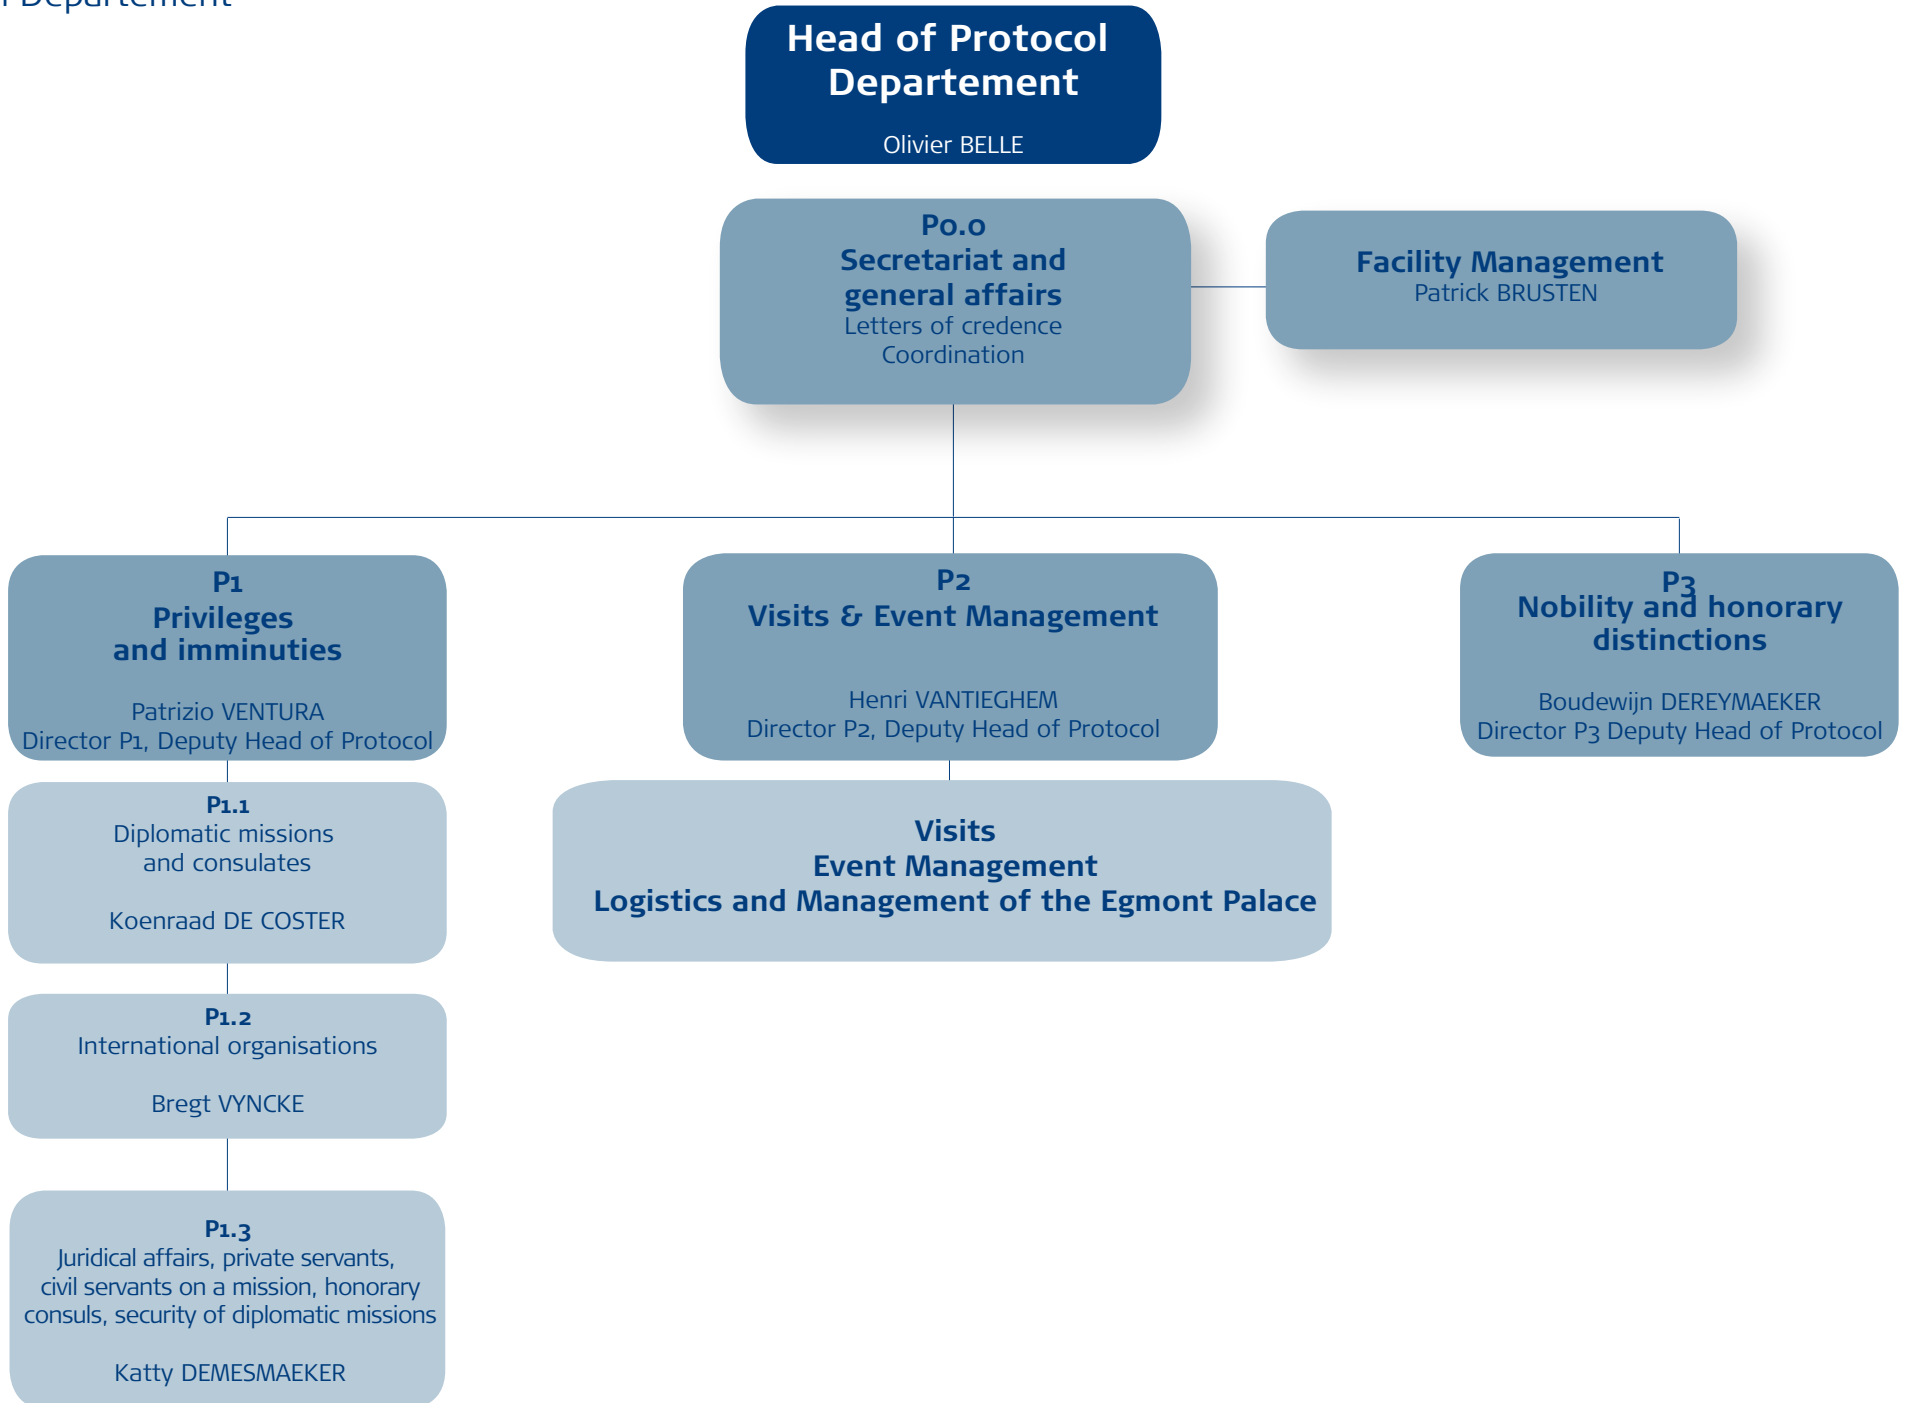 Departement
Head of Protocol
Departement
Olivier BELLE
P0.0
Secretariat and
general affairs
Letters of credence
Coordination
Facility Management
Patrick BRUSTEN
P1
Privileges
and imminuties
Patrizio VENTURA
Director P1, Deputy Head of Protocol
P2
Visits & Event Management
Henri VANTIEGHEM
Director P2, Deputy Head of Protocol
P3
Nobility and honorary
distinctions
Boudewijn DEREYMAEKER
Director P3 Deputy Head of Protocol
P1.1
Diplomatic missions
and consulates
Koenraad DE COSTER
Visits
Event Management
Logistics and Management of the Egmont Palace
P1.2
International organisations
Bregt VYNCKE
P1.3
Juridical affairs, private servants,
civil servants on a mission, honorary
consuls, security of diplomatic missions
Katty DEMESMAEKER